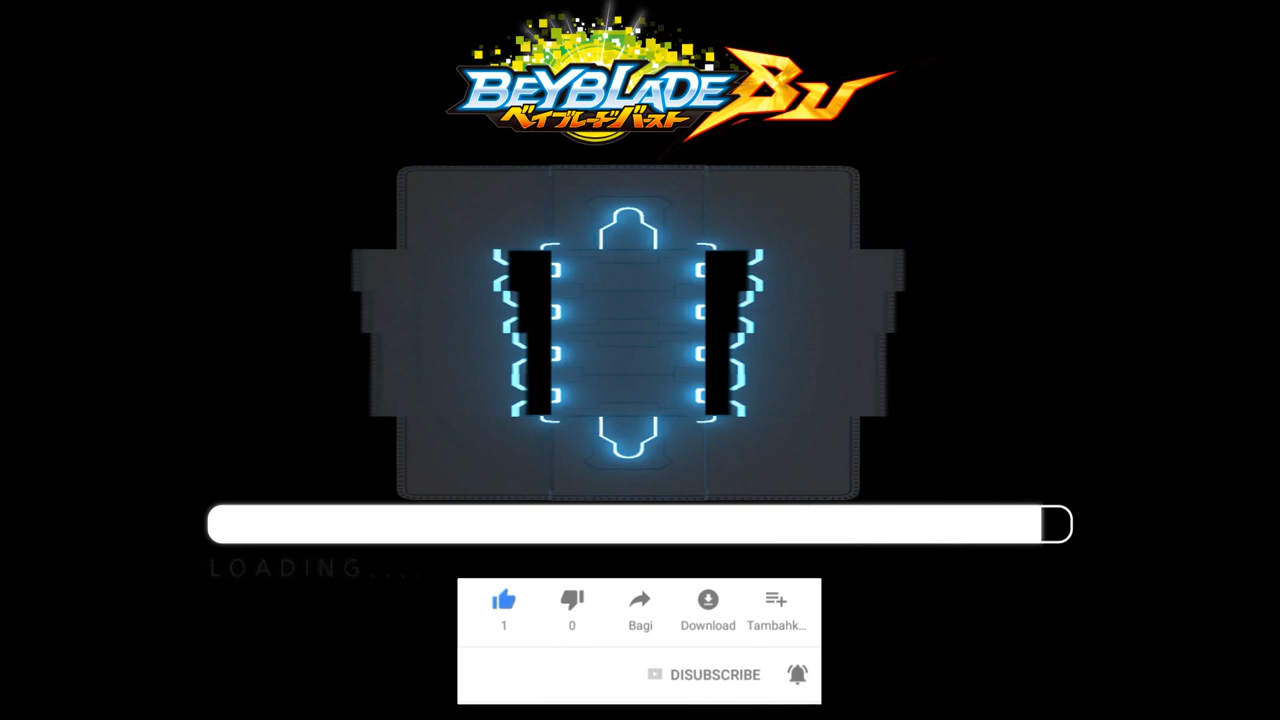 BEYBLADE
ベイブレードバースト
LOADING....
1 0 Bagi Download Tambahk...
DISUBSCRIBE